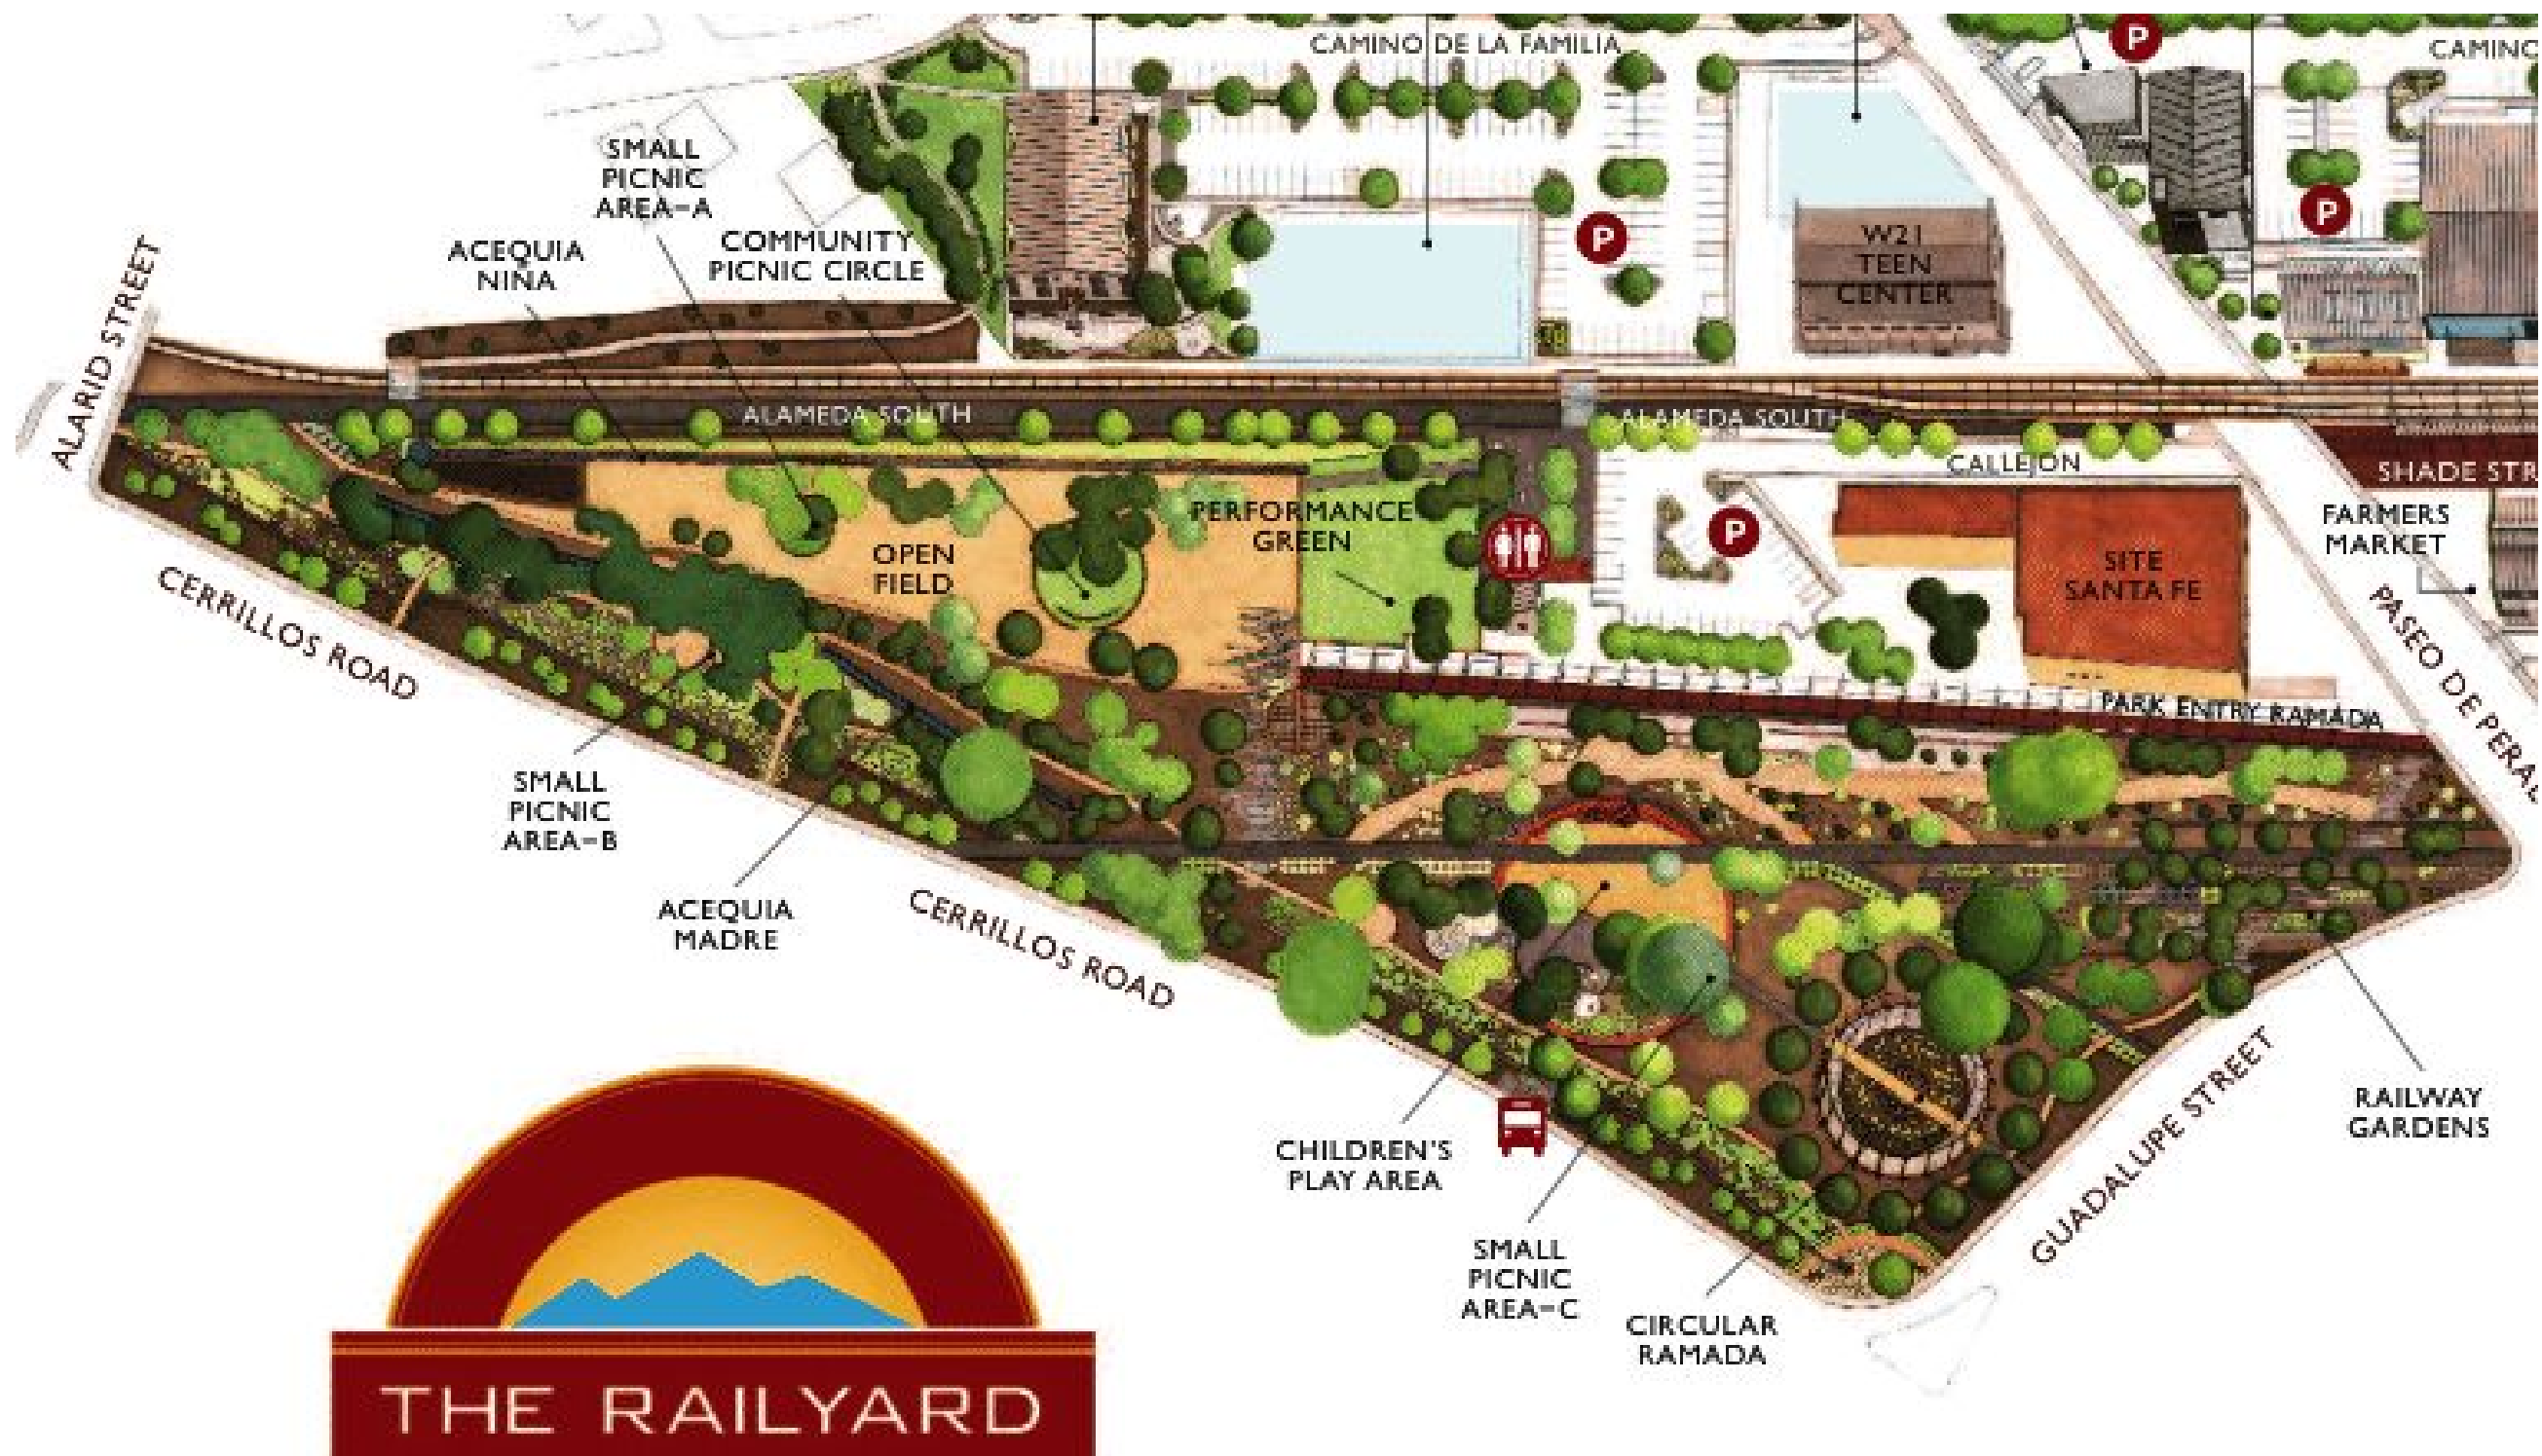 CAMINO DE LA FAMILIA
P
CAMINO
SMALL
PICNIC
AREA-A
ACEQUIA
NIÑA
COMMUNITY
PICNIC CIRCLE
P
P
W21
TEEN
CENTER
ALARID STREET
ALAMEDA SOUTH
ALAMEDA SOUTH
CALLEJON
SHADE STR
FARMERS
MARKET
PERFORMANCE
GREEN
P
OPEN
FIELD
SITE
SANTA FE
CERRILLOS ROAD
PASEO DE PERAL
PARK ENTRY RAMADA
SMALL
PICNIC
AREA-B
ACEQUIA
MADRE
CERRILLOS ROAD
CHILDREN'S
PLAY AREA
SMALL
PICNIC
AREA-C
CIRCULAR
RAMADA
GUADALUPE STREET
RAILWAY
GARDENS
THE RAILYARD